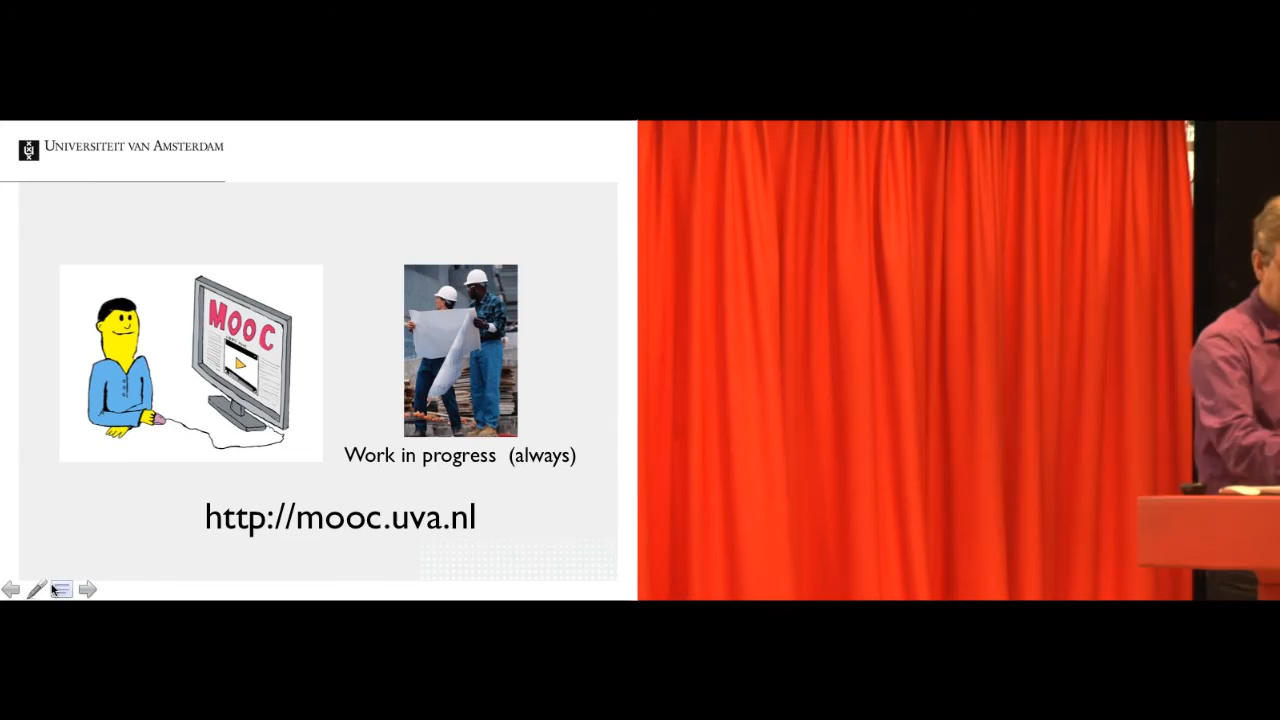 UNIVERSITEIT VAN AMSTERDAM
MOOC
Work in progress (always)
http://mooc.uva.nl